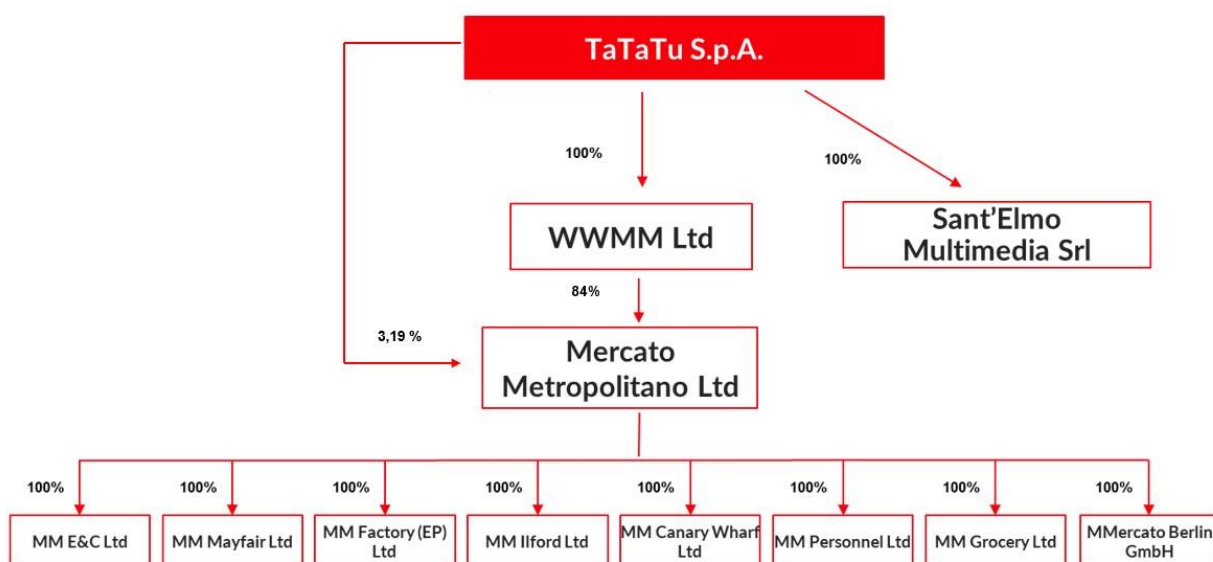 TaTaTu S.p.A.
100%
100%
WWMM Ltd
Sant'Elmo
Multimedia Srl
84%
3,19 %
Mercato
Metropolitano Ltd
100%
100%
100%
100%
100%
100%
100%
100%
MM E&C Ltd
MM Mayfair Ltd
MM Factory (EP)
Ltd
MM Ilford Ltd
MM Canary Wharf
Ltd
MM Personnel Ltd
MM Grocery Ltd
MMercato Berlin
GmbH